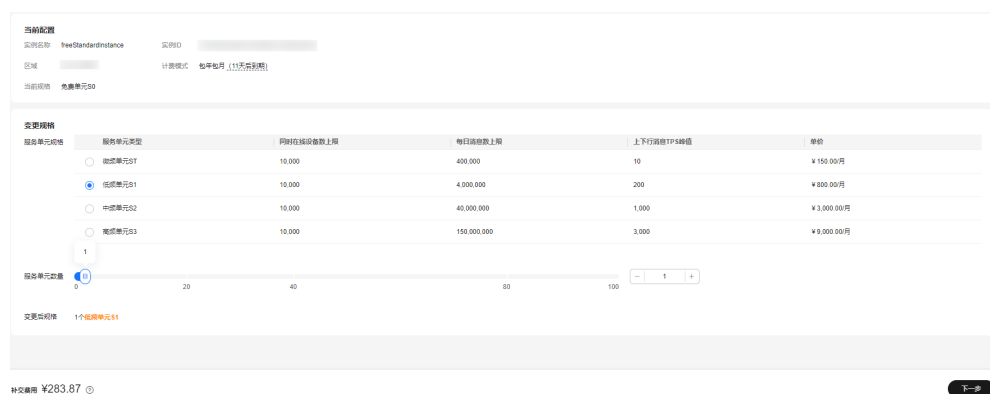 当前配置
实例名称 freeStandardInstance 实例ID
区域 计费模式 包年包月 (11天后到期)
当前规格 免费单元S0
变更规格
服务单元规格 服务单元类型 同时在线设备数上限 每日消息数上限 上下行消息TPS峰值 单价
微频单元ST 10,000 400,000 10 ¥ 150.00/月
低频单元S1 10,000 4,000,000 200 ¥ 800.00/月
中频单元S2 10,000 40,000,000 1,000 ¥ 3,000.00/月
高频单元S3 10,000 150,000,000 3,000 ¥ 9,000.00/月
1
服务单元数量 − 1 +
0 20 40 80 100
变更后规格 1个低频单元S1
补交费用 ¥283.87 ? 下一步